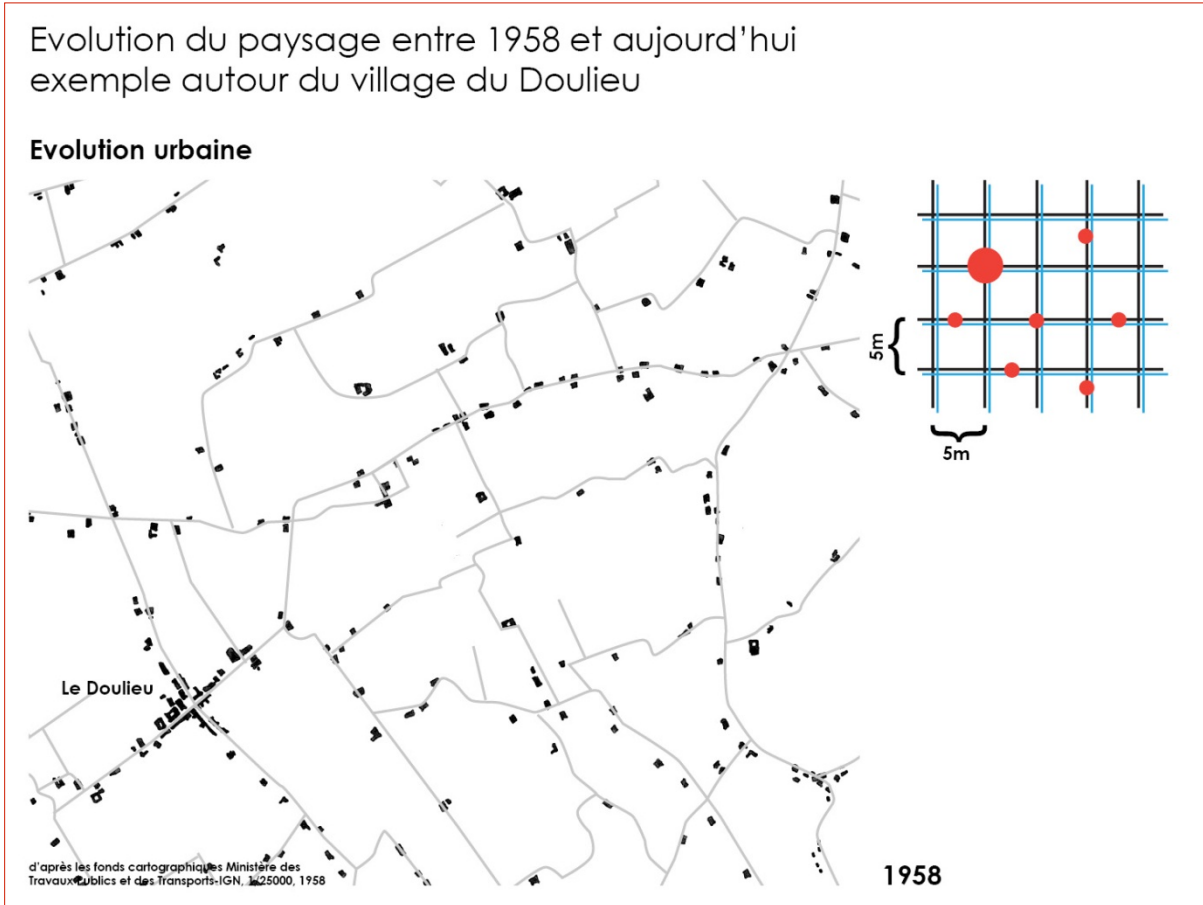 Evolution du paysage entre 1958 et aujourd'hui
exemple autour du village du Doulieu
Evolution urbaine
5m
5m
Le Doulieu
d'après les fonds cartographiques Ministère des
Travaux Publics et des Transports-IGN, 1/25000, 1958
1958